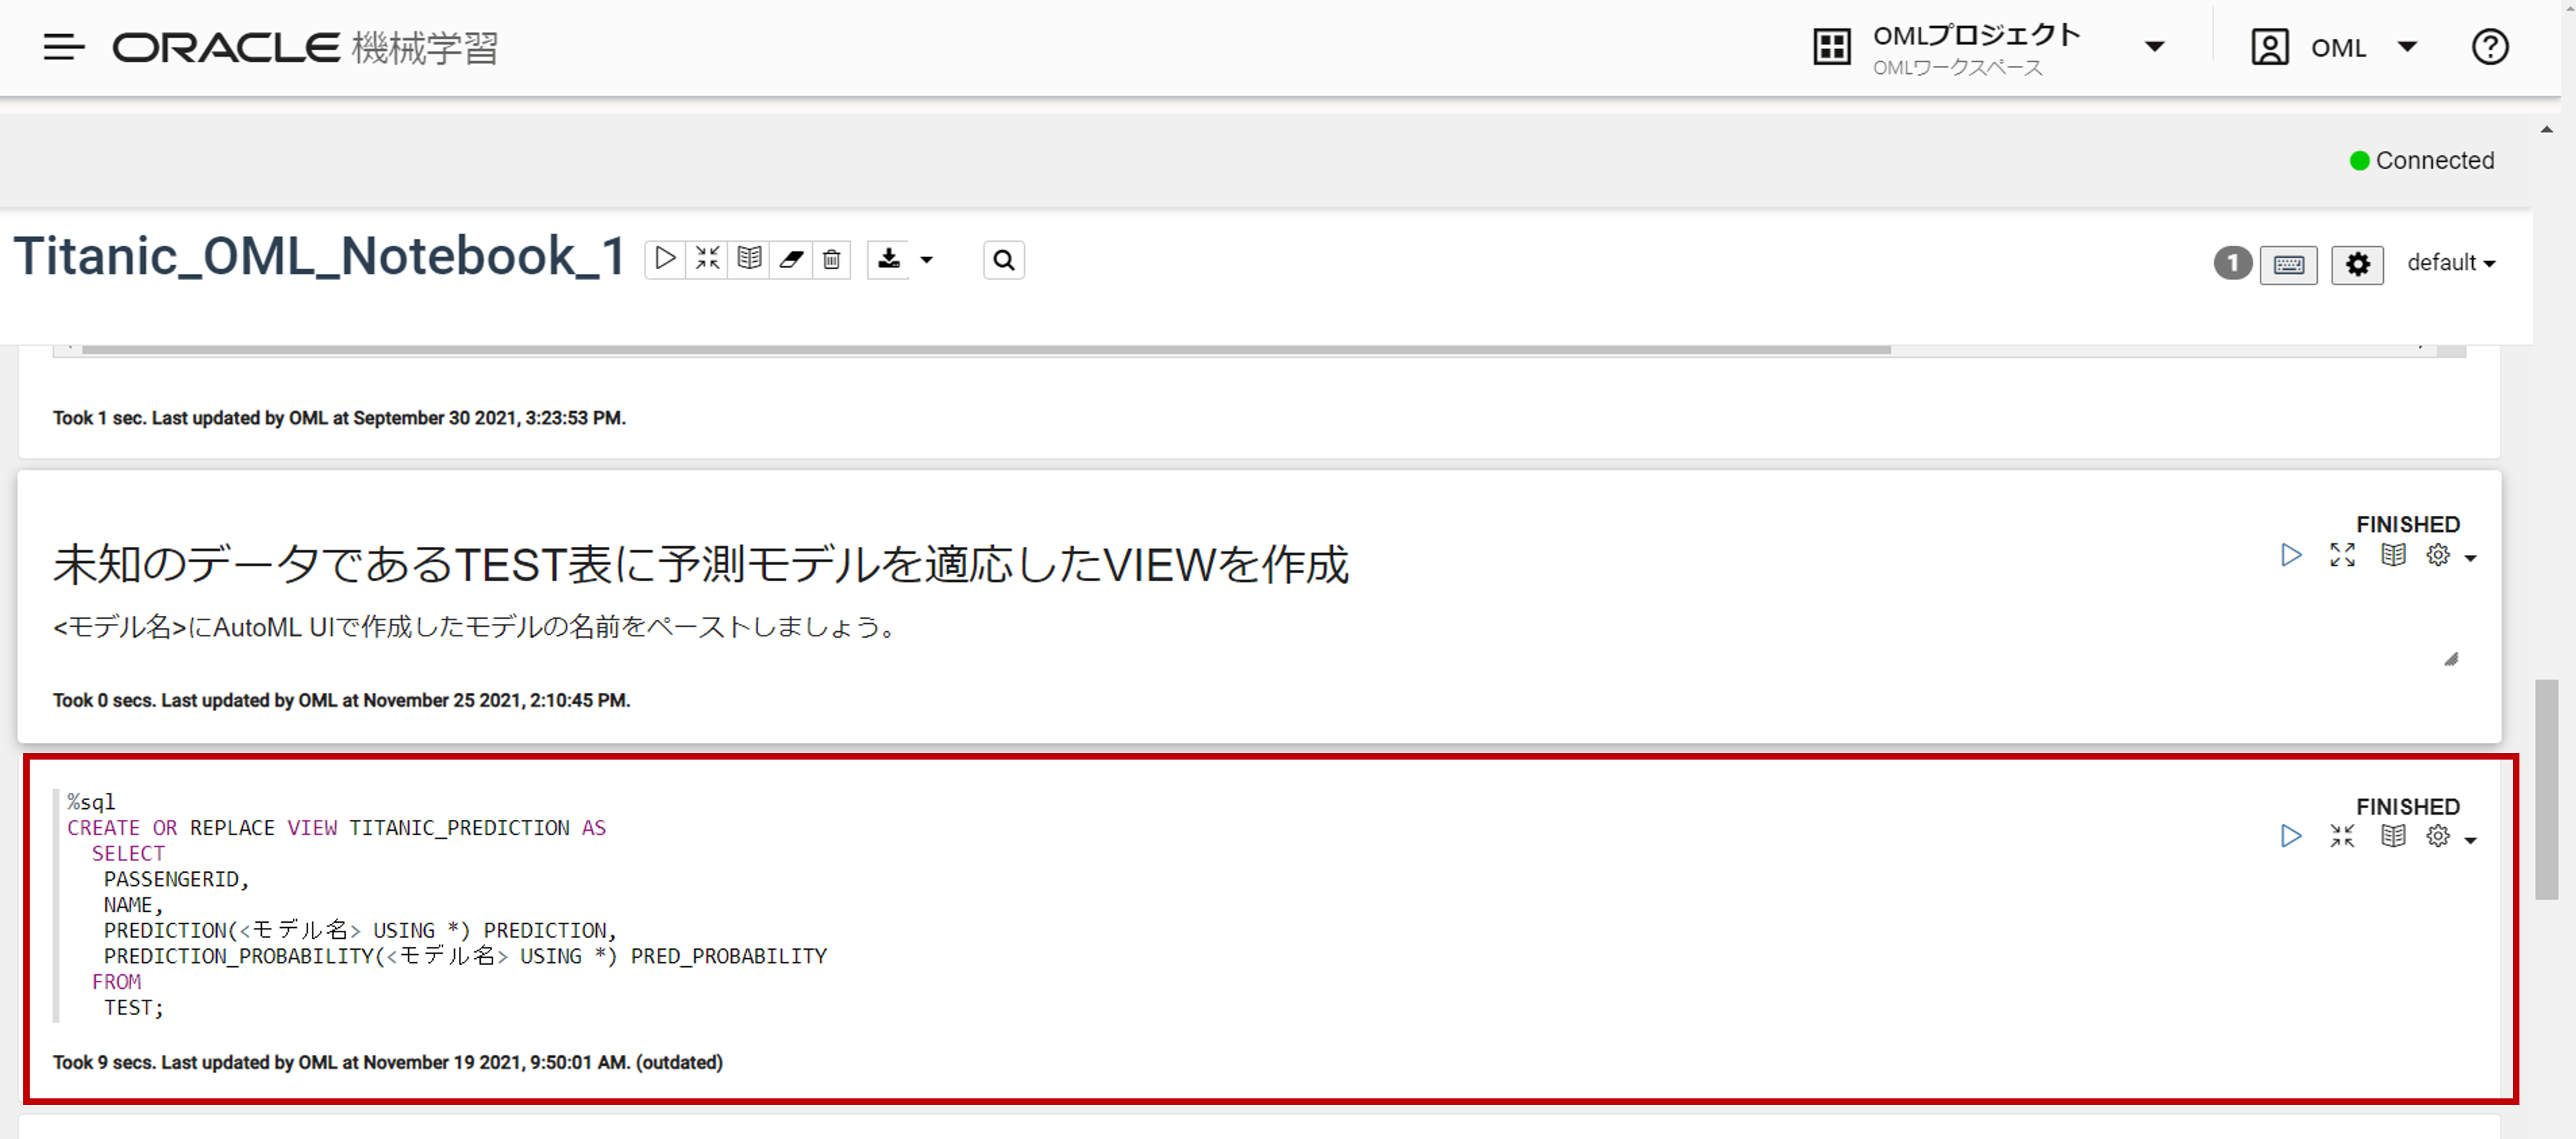 ORACLE 機械学習
OMLプロジェクト
OMLワークスペース
OML
Connected
Titanic_OML_Notebook_1
1
default
Took 1 sec. Last updated by OML at September 30 2021, 3:23:53 PM.
FINISHED
未知のデータであるTEST表に予測モデルを適応したVIEWを作成
<モデル名>にAutoML UIで作成したモデルの名前をペーストしましょう。
Took 0 secs. Last updated by OML at November 25 2021, 2:10:45 PM.
FINISHED
%sql
CREATE OR REPLACE VIEW TITANIC_PREDICTION AS
SELECT
PASSENGERID,
NAME,
PREDICTION(<モデル名> USING *) PREDICTION,
PREDICTION_PROBABILITY(<モデル名> USING *) PRED_PROBABILITY
FROM
TEST;
Took 9 secs. Last updated by OML at November 19 2021, 9:50:01 AM. (outdated)